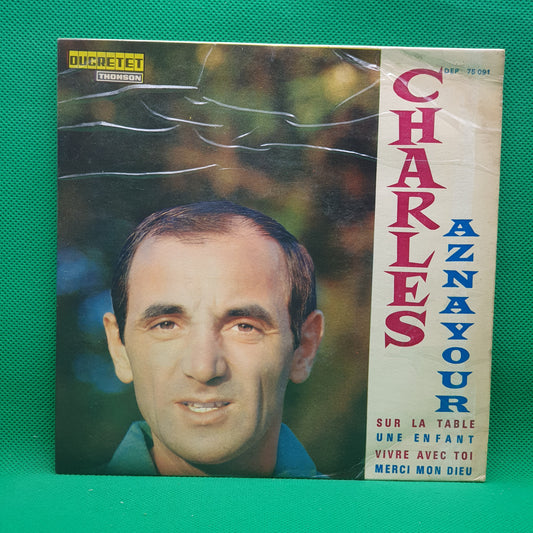 DUCRETET
THOMSON
DEP 75 091
CHARLES
AZNAVOUR
SUR LA TABLE
UNE ENFANT
VIVRE AVEC TOI
MERCI MON DIEU